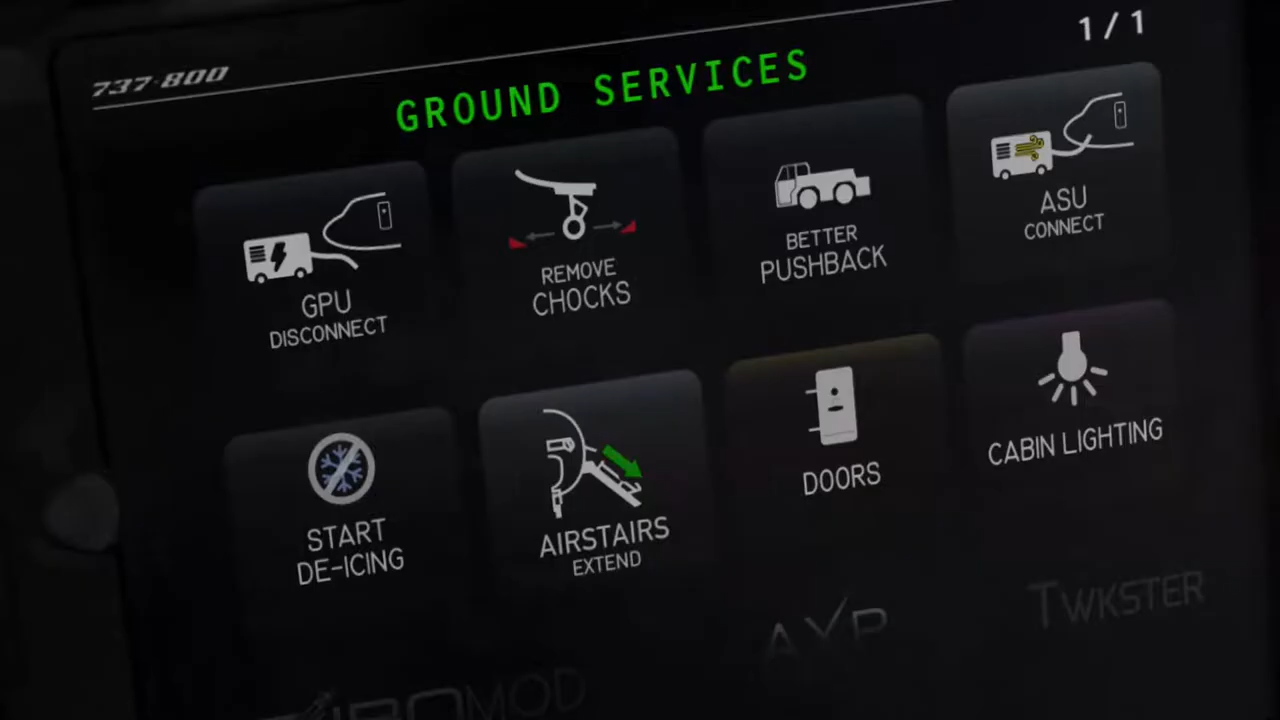 737-800
1 / 1
GROUND SERVICES
GPU
DISCONNECT
REMOVE
CHOCKS
BETTER
PUSHBACK
ASU
CONNECT
START
DE-ICING
AIRSTAIRS
EXTEND
DOORS
CABIN LIGHTING
AXP
TWKSTER